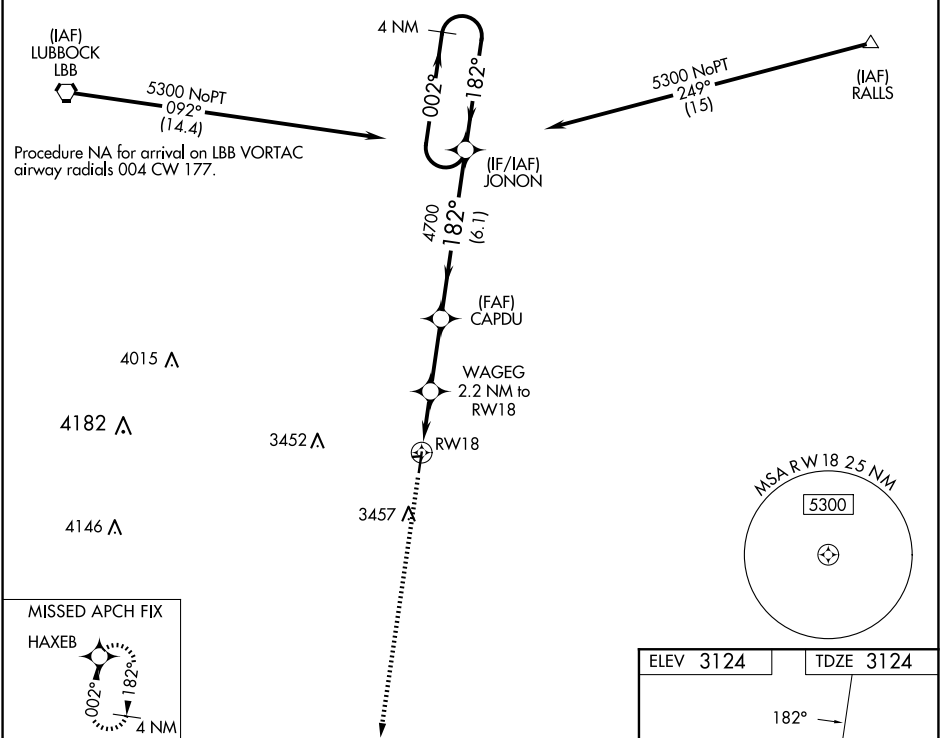 (IAF)
LUBBOCK
LBB
5300 NoPT
092°
(14.4)
Procedure NA for arrival on LBB VORTAC
airway radials 004 CW 177.
4 NM
002°
182°
5300 NoPT
249°
(15)
(IAF)
RALLS
(IF/IAF)
JONON
4700
182°
(6.1)
(FAF)
CAPDU
WAGEG
2.2 NM to
RW18
RW18
4015
4182
3452
4146
3457
MSA RW 18 25 NM
5300
MISSED APCH FIX
HAXEB
002°
182°
4 NM
ELEV 3124
TDZE 3124
182°